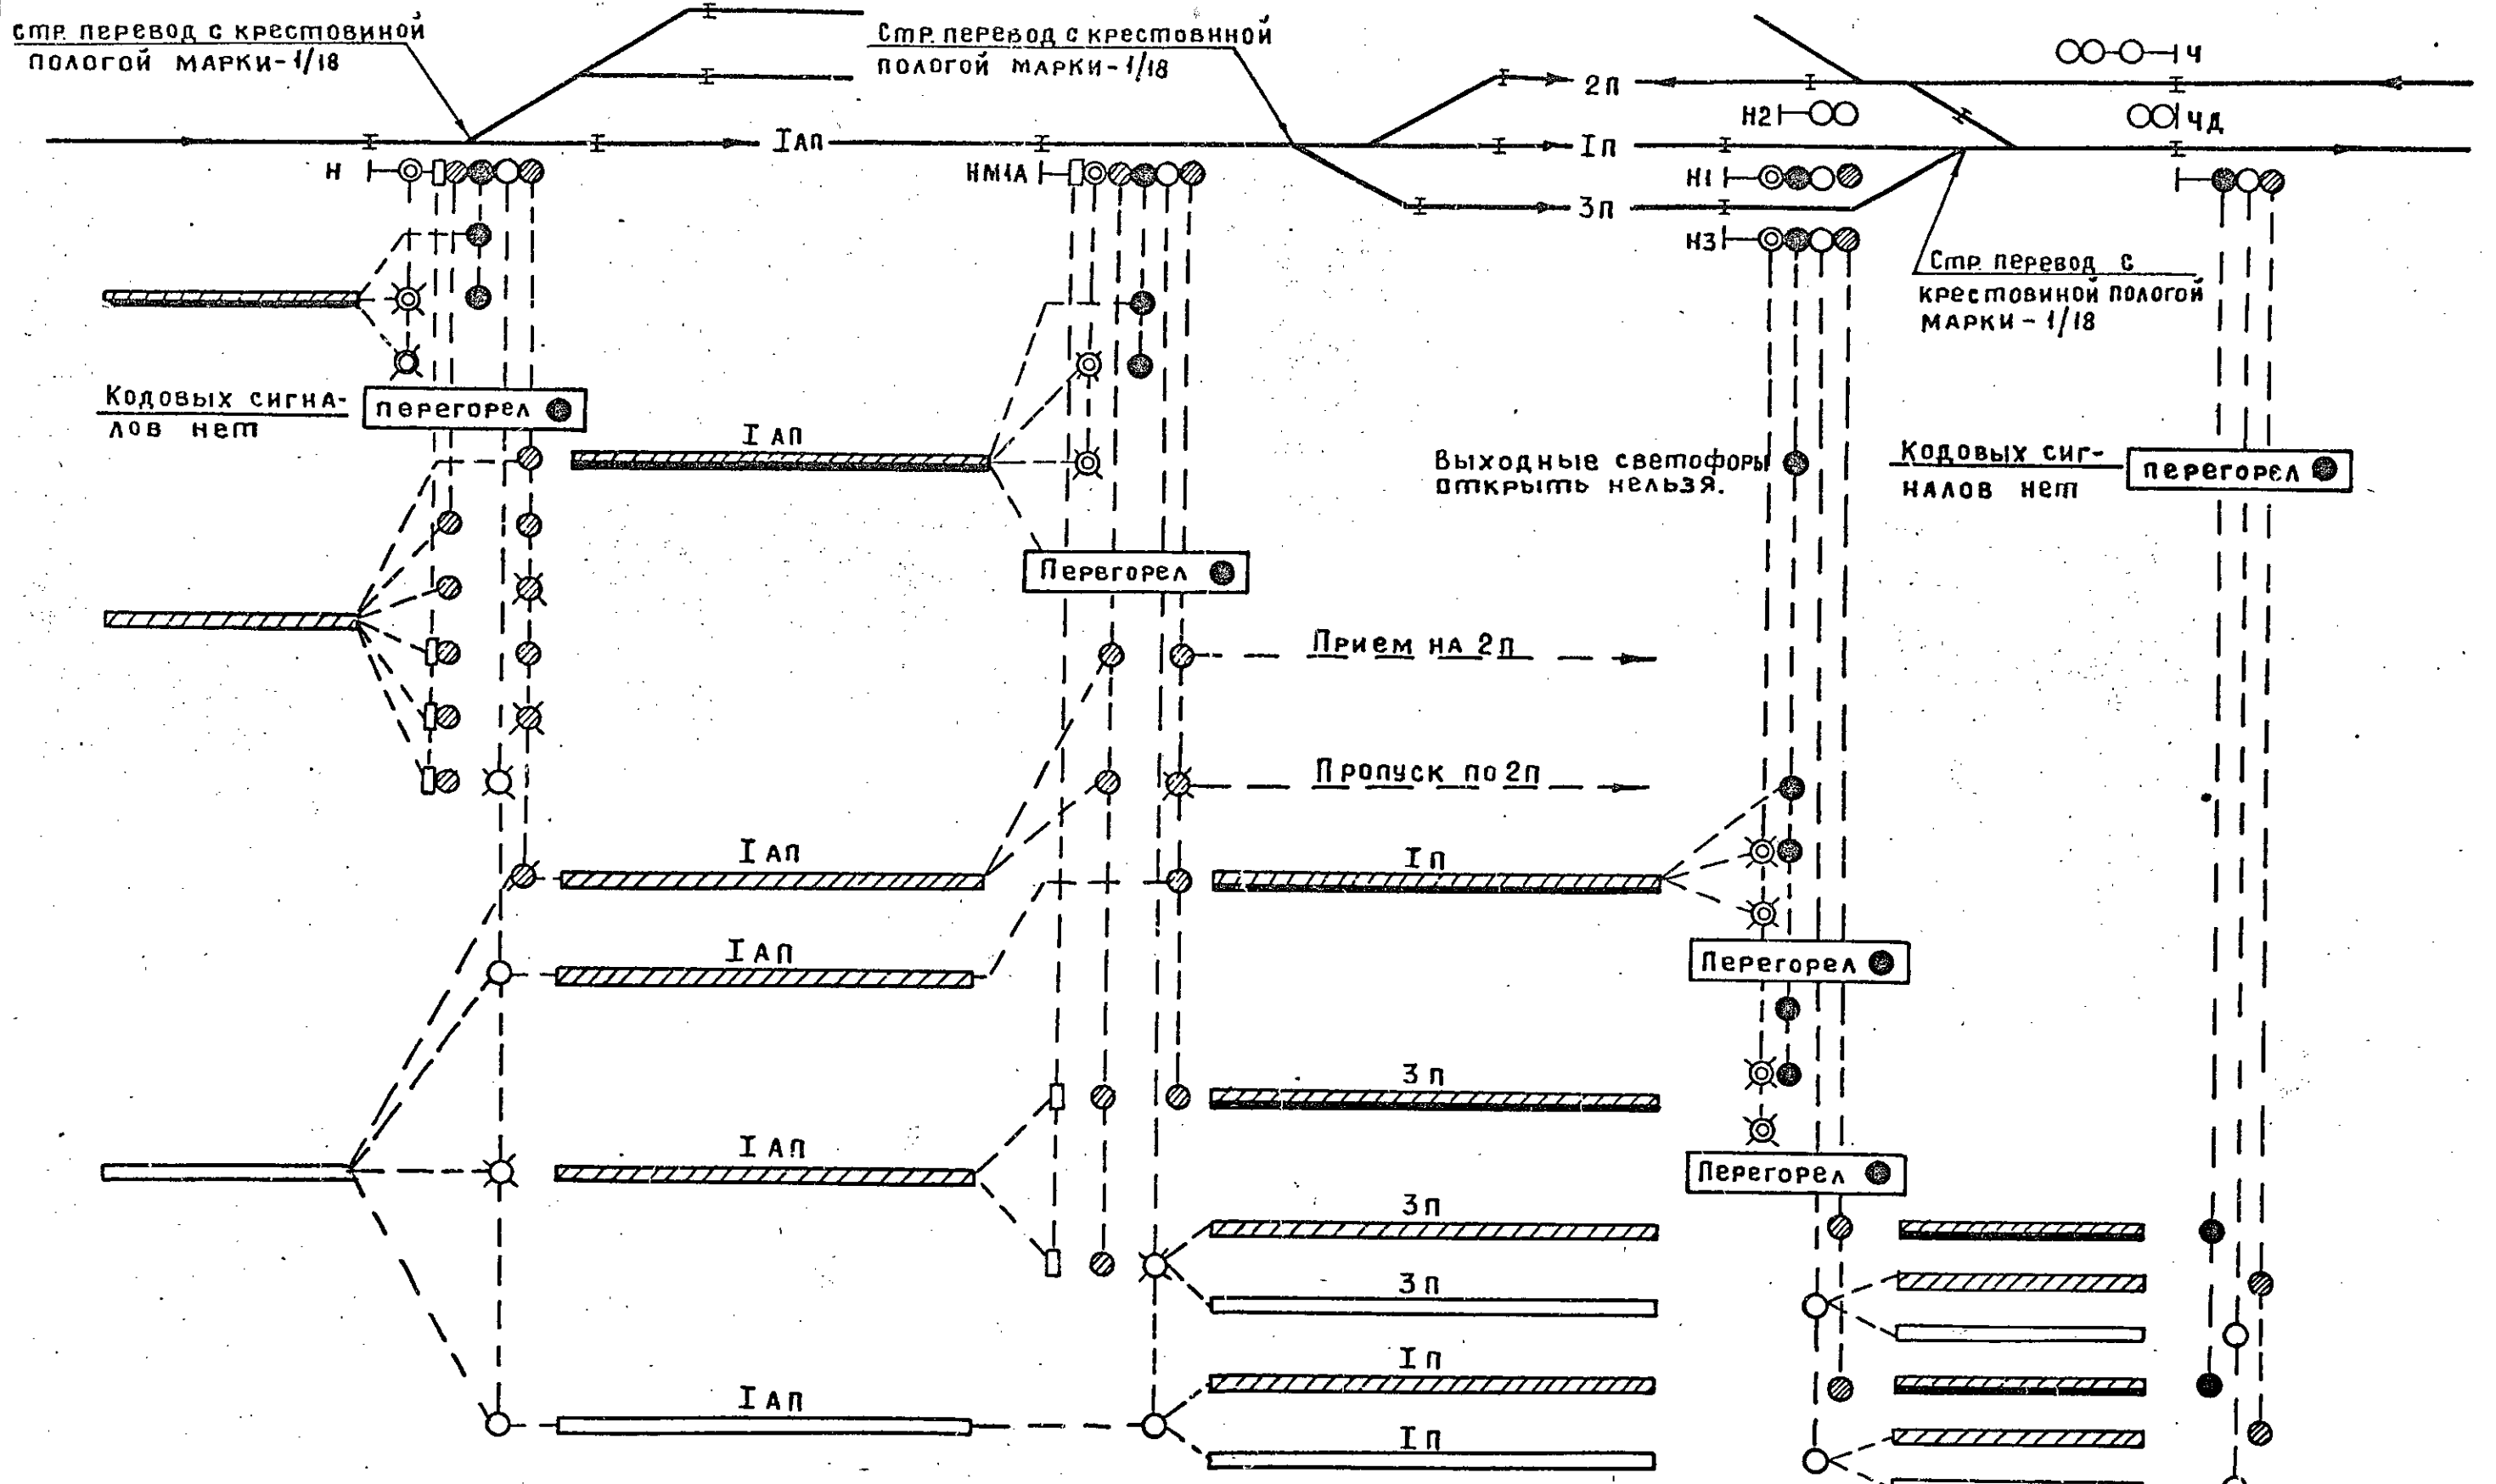 Стр. перевод с крестовиной
пологой марки-1/18
Стр. перевод с крестовиной
пологой марки-1/18
Ч
2П
Н2
ЧД
IАП
IП
Н
НМ1А
Н1
3П
Н3
Стр. перевод с
крестовиной пологой
марки-1/18
Кодовых сигна-
лов нет
перегорел
IАП
Выходные светофоры
открыть нельзя.
Кодовых сиг-
налов нет
перегорел
Перегорел
Прием на 2П
Пропуск по 2П
IАП
IП
IАП
Перегорел
3П
IАП
Перегорел
3П
3П
IП
IАП
IП